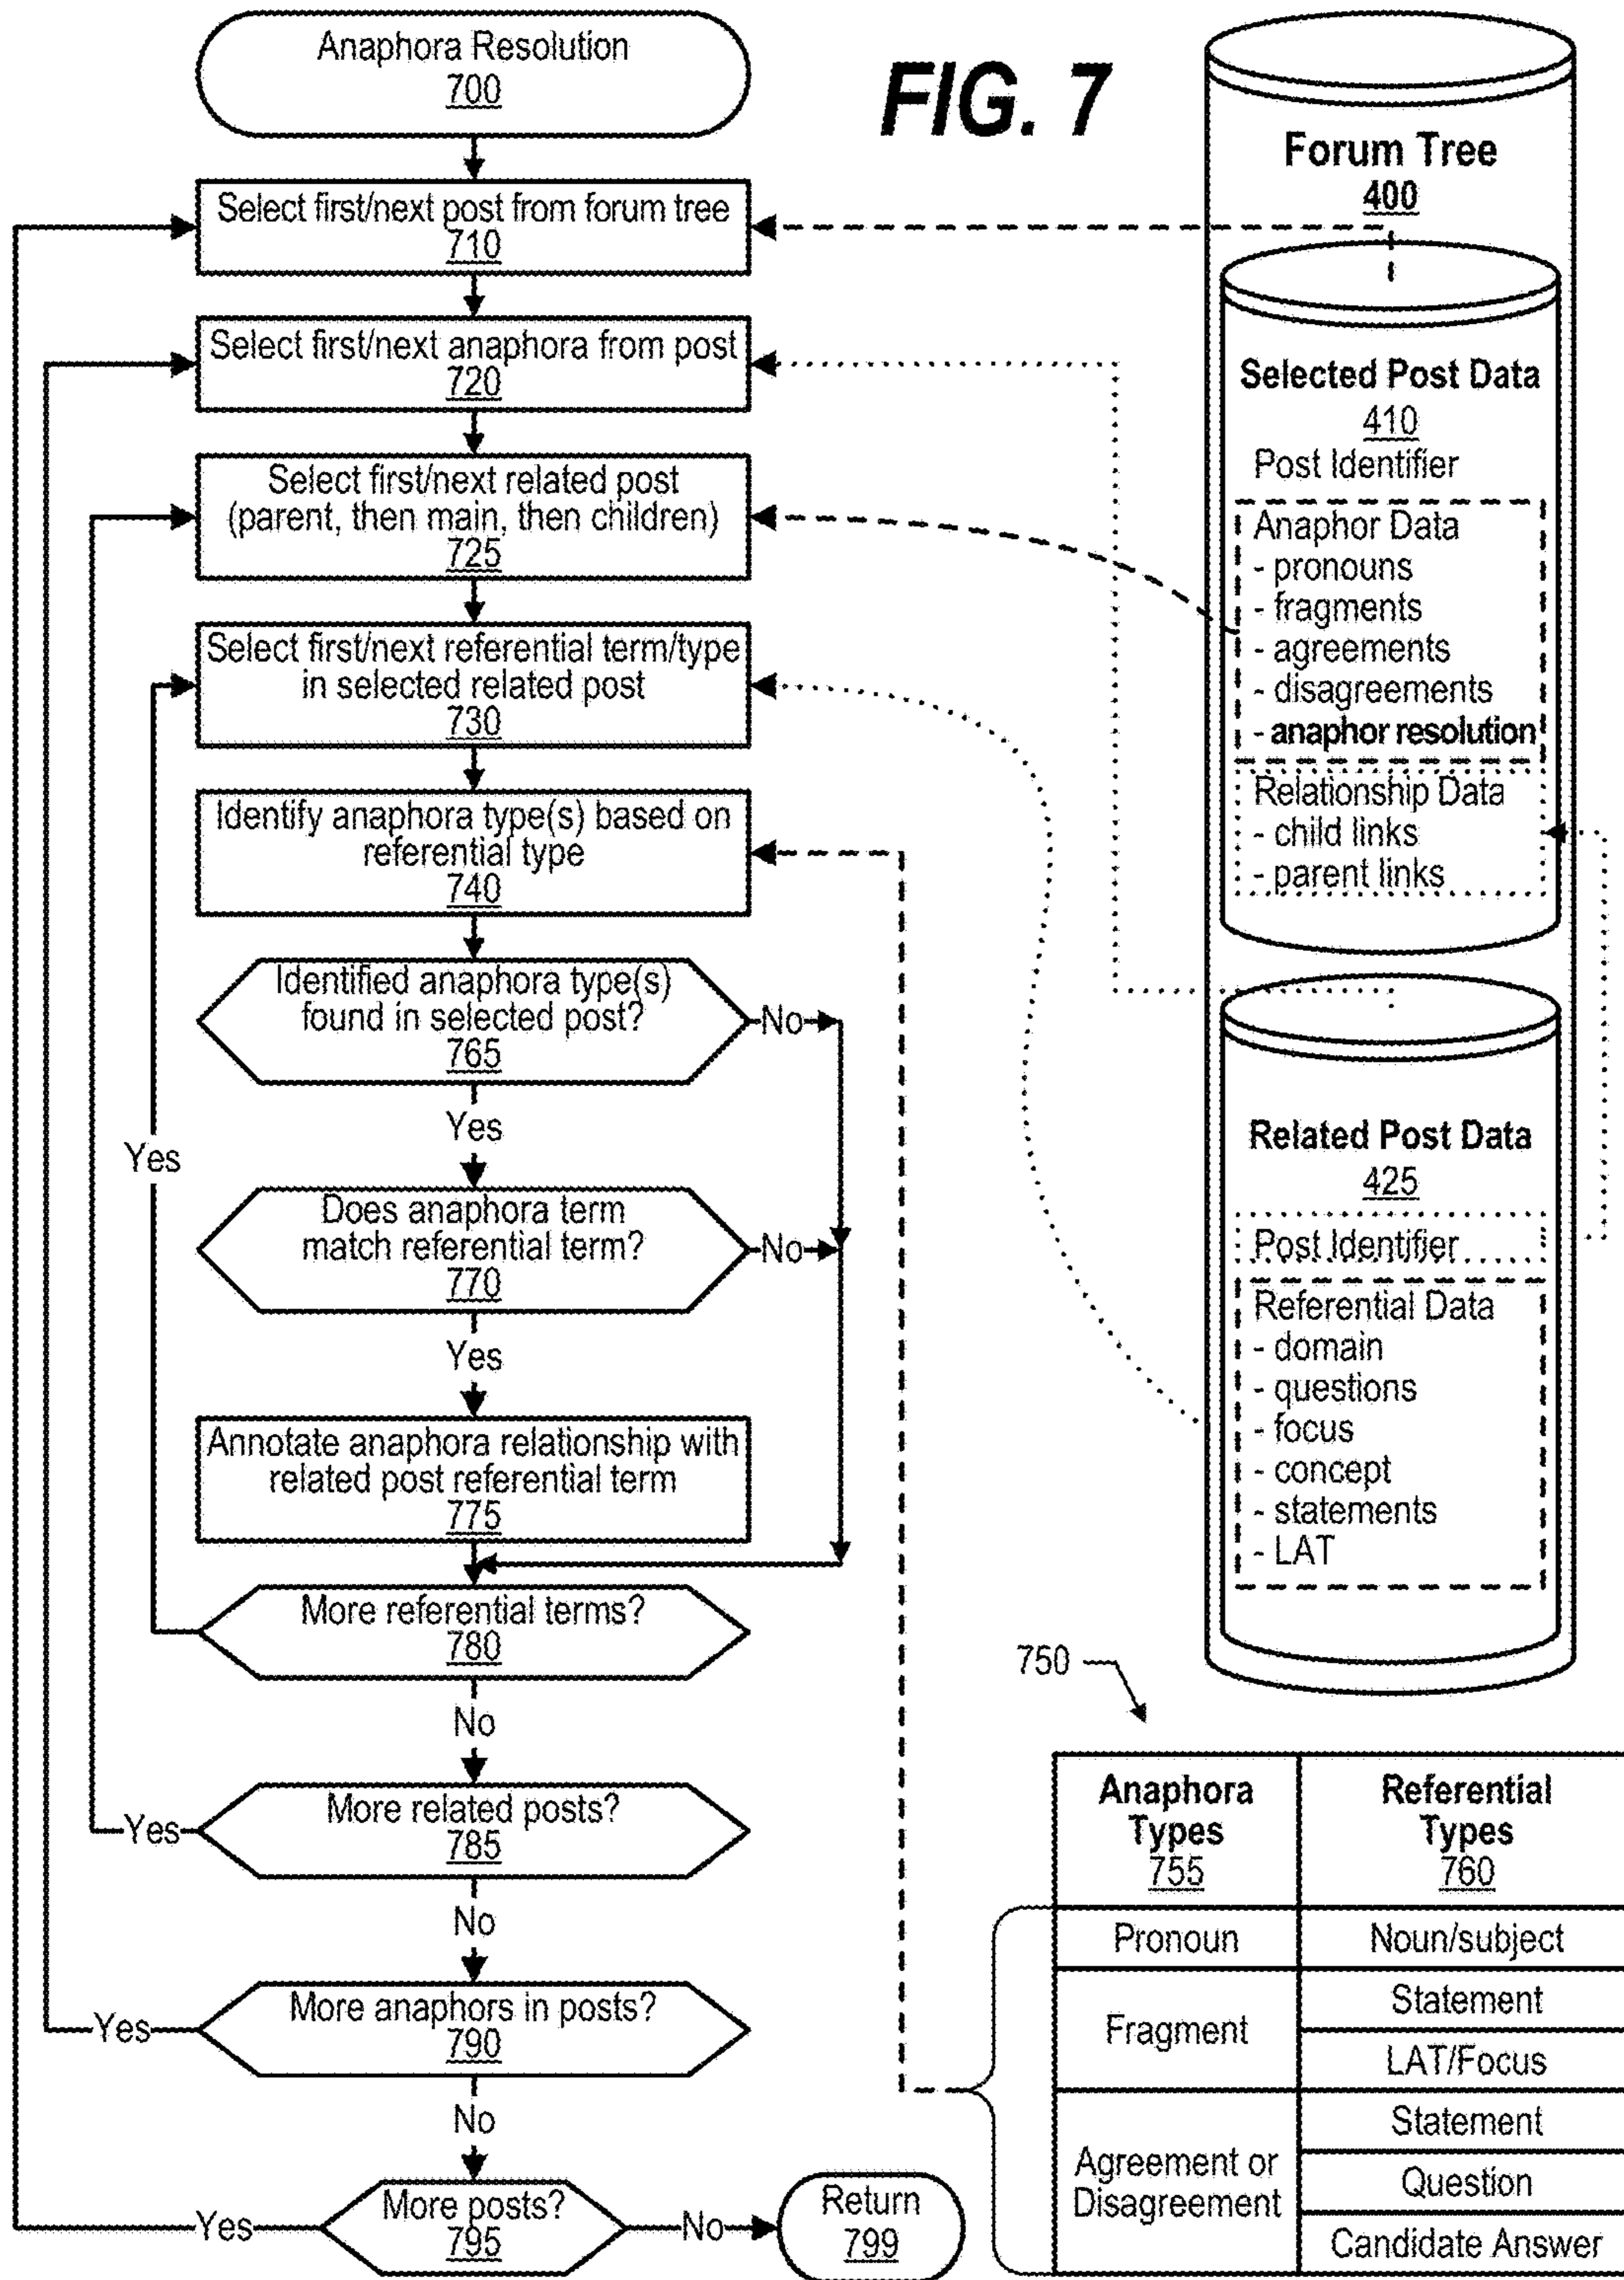 FIG. 7
Anaphora Resolution
700
Select first/next post from forum tree
710
Select first/next anaphora from post
720
Select first/next related post
(parent, then main, then children)
725
Select first/next referential term/type
in selected related post
730
Identify anaphora type(s) based on
referential type
740
Identified anaphora type(s)
found in selected post?
765
No
Yes
Does anaphora term
match referential term?
770
No
Yes
Annotate anaphora relationship with
related post referential term
775
More referential terms?
780
Yes
No
More related posts?
785
Yes
No
More anaphors in posts?
790
Yes
No
More posts?
795
Yes
No
Return
799
Forum Tree
400
Selected Post Data
410
Post Identifier
Anaphor Data
- pronouns
- fragments
- agreements
- disagreements
- anaphor resolution
Relationship Data
- child links
- parent links
Related Post Data
425
Post Identifier
Referential Data
- domain
- questions
- focus
- concept
- statements
- LAT
750
Anaphora
Types
755
Referential
Types
760
Pronoun
Noun/subject
Fragment
Statement
LAT/Focus
Agreement or
Disagreement
Statement
Question
Candidate Answer